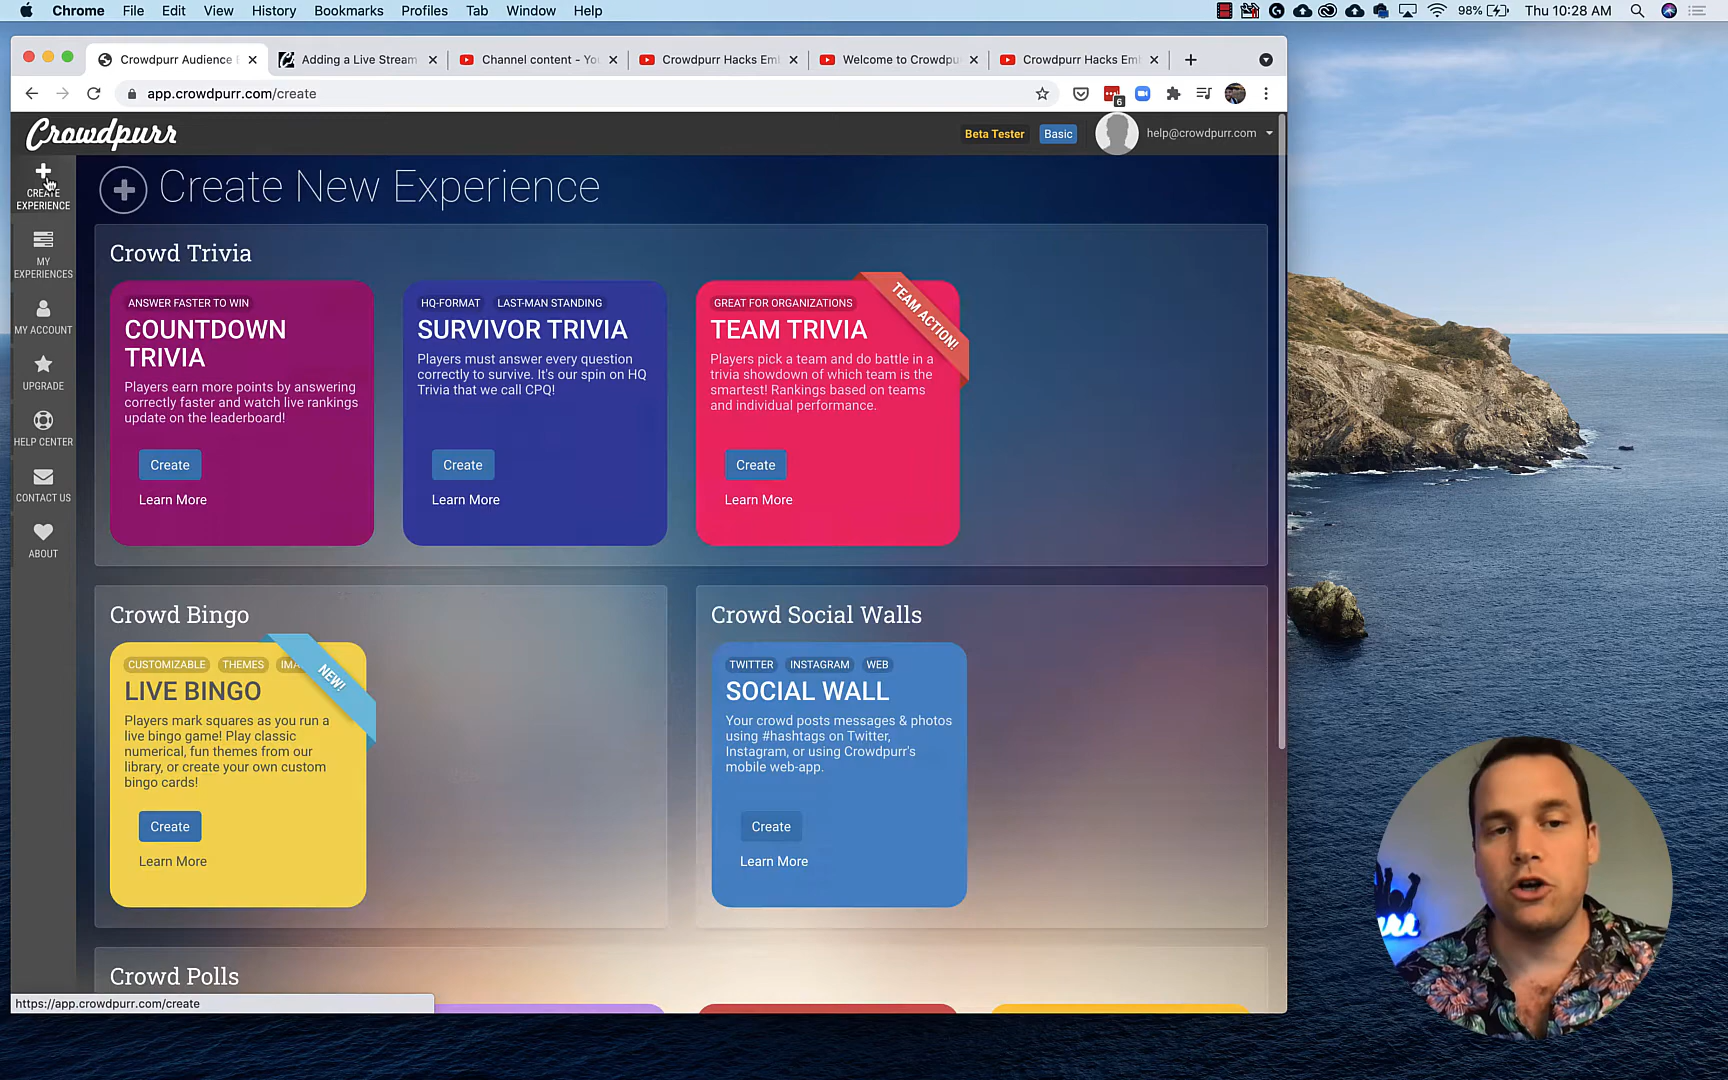 Chrome File Edit View History Bookmarks Profiles Tab Window Help 98% Thu 10:28 AM
Crowdpurr Audience Adding a Live Stream Channel content - Crowdpurr Hacks Welcome to Crowdpurr Hacks
app.crowdpurr.com/create 6
Crowdpurr Beta Tester Basic help@crowdpurr.com
CREATE
EXPERIENCE
MY
EXPERIENCES
MY ACCOUNT
UPGRADE
HELP CENTER
CONTACT US
ABOUT
Create New Experience
Crowd Trivia
ANSWER FASTER TO WIN
COUNTDOWN
TRIVIA
Players earn more points by answering
correctly faster and watch live rankings
update on the leaderboard!
Create
Learn More
HQ-FORMAT LAST-MAN STANDING
SURVIVOR TRIVIA
Players must answer every question
correctly to survive. It's our spin on HQ
Trivia that we call CPQ!
Create
Learn More
GREAT FOR ORGANIZATIONS
TEAM ACTION!
TEAM TRIVIA
Players pick a team and do battle in a
trivia showdown of which team is the
smartest! Rankings based on teams
and individual performance.
Create
Learn More
Crowd Bingo
CUSTOMIZABLE THEMES
NEW!
LIVE BINGO
Players mark squares as you run a
live bingo game! Play classic
numerical, fun themes from our
library, or create your own custom
bingo cards!
Create
Learn More
Crowd Social Walls
TWITTER INSTAGRAM WEB
SOCIAL WALL
Your crowd posts messages & photos
using #hashtags on Twitter,
Instagram, or using Crowdpurr's
mobile web-app.
Create
Learn More
Crowd Polls
https://app.crowdpurr.com/create